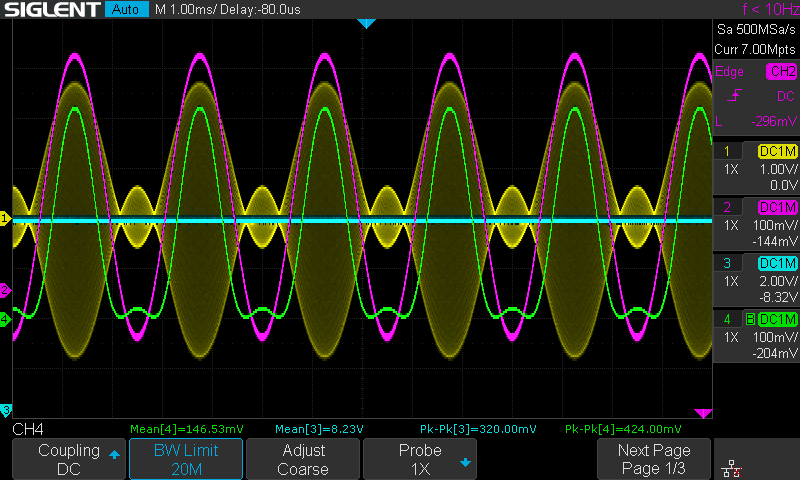 SIGLENT Auto M 1.00ms/ Delay:-80.0us f < 10Hz
Sa 500MSa/s
Curr 7.00Mpts
Edge CH2
DC
L -296mV
1 DC1M
1X 1.00V/
0.0V
2 DC1M
1X 100mV/
-144mV
3 DC1M
1X 2.00V/
-8.32V
4 B DC1M
1X 100mV/
-204mV
1
2
4
3
CH4 Mean[4]=146.53mV Mean[3]=8.23V Pk-Pk[3]=320.00mV Pk-Pk[4]=424.00mV
Coupling BW Limit Adjust Probe Next Page
DC 20M Coarse 1X Page 1/3